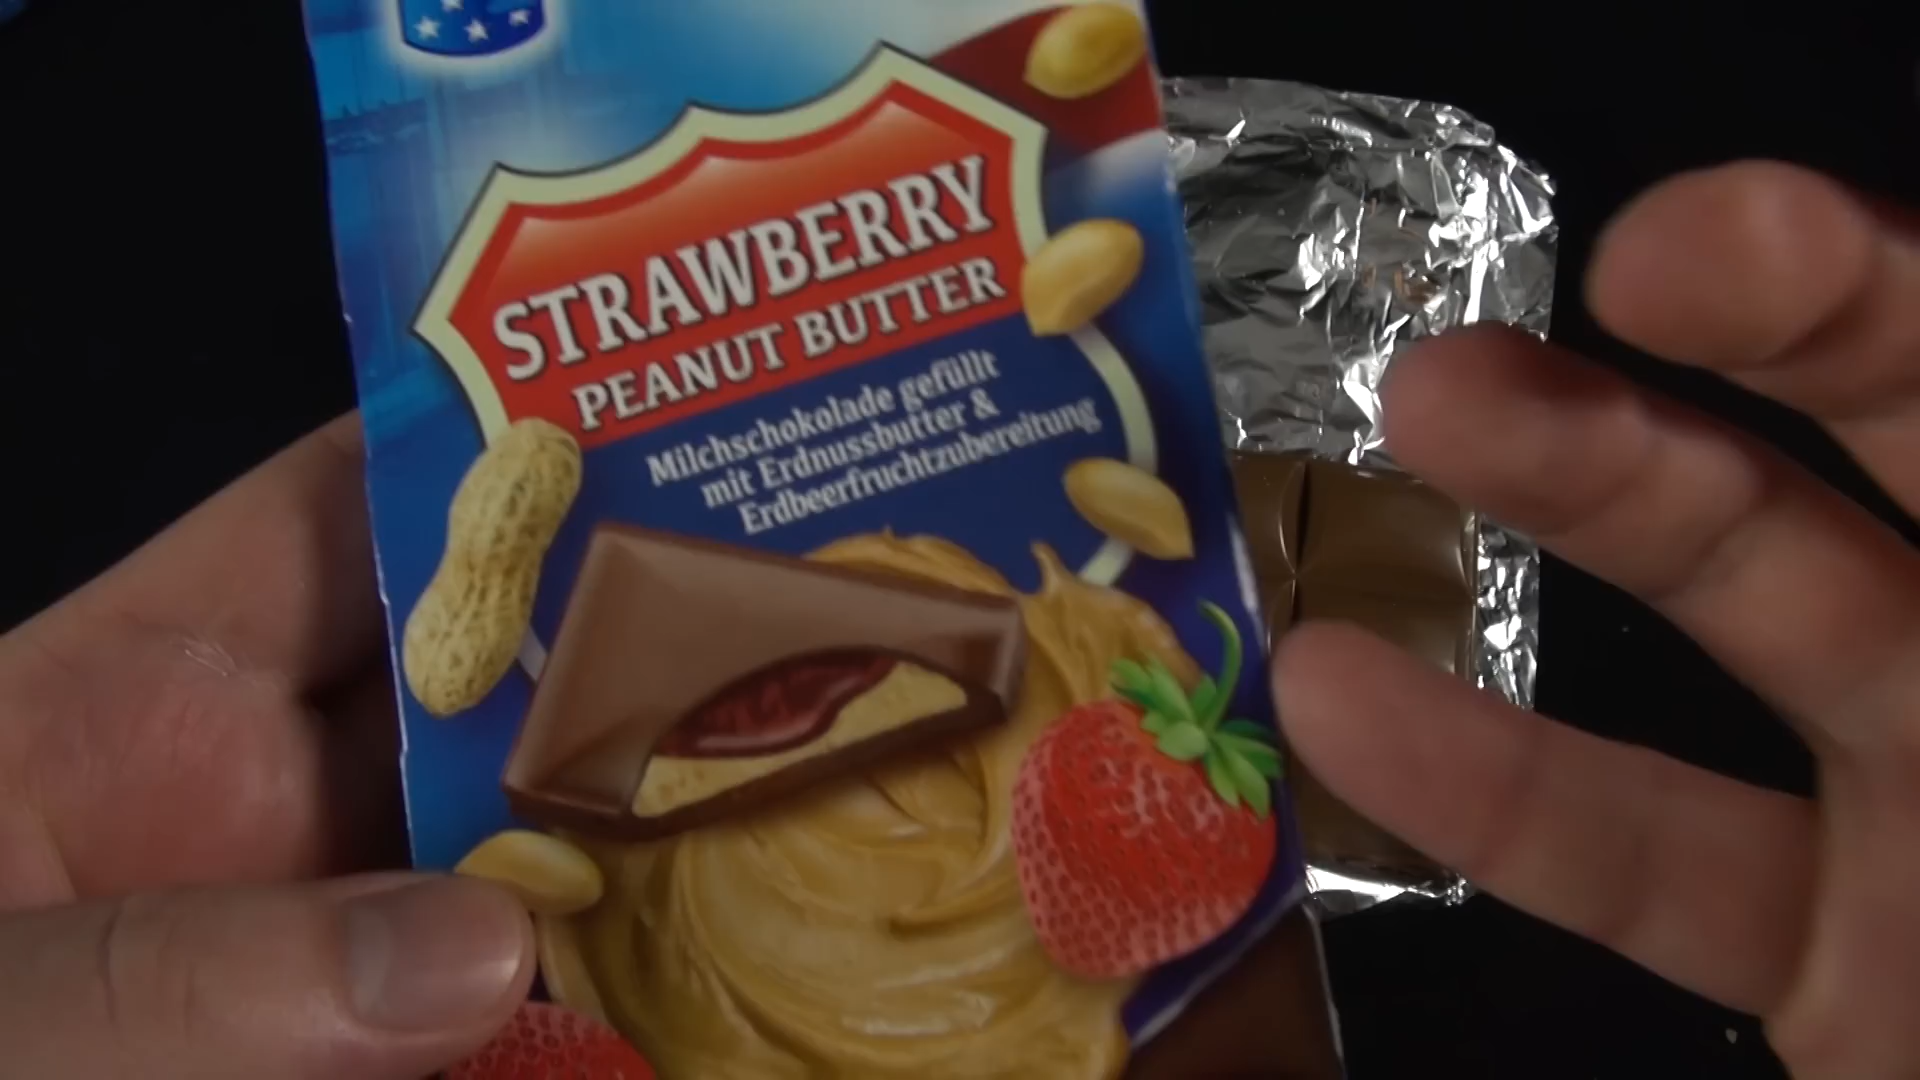 STRAWBERRY
PEANUT BUTTER
Milchschokolade gefüllt
mit Erdnussbutter &
Erdbeerfruchtzubereitung